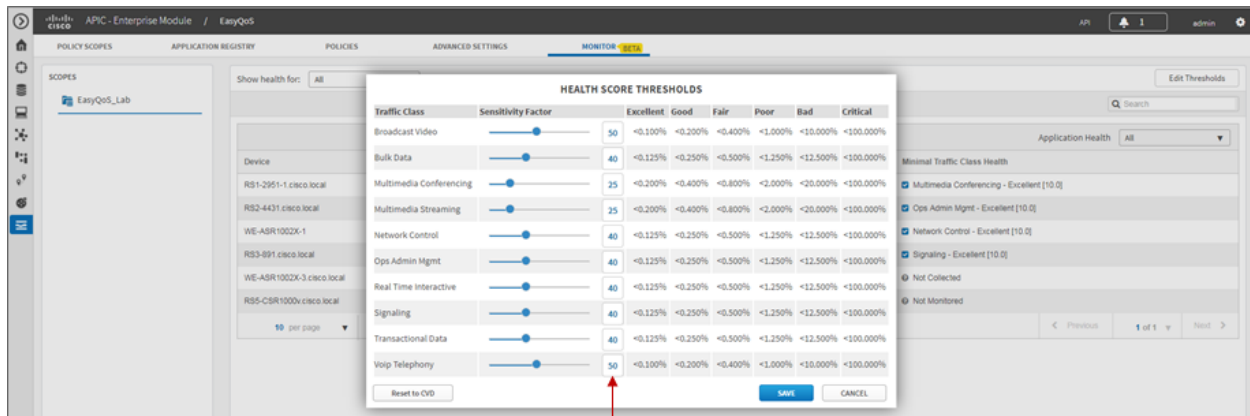 cisco APIC - Enterprise Module / EasyQoS API 1 admin
POLICY SCOPES APPLICATION REGISTRY POLICIES ADVANCED SETTINGS MONITOR BETA
SCOPES
EasyQoS_Lab
Show health for: All
Edit Thresholds
Search
Application Health All
Device
Minimal Traffic Class Health
RS1-2951-1.cisco.local Multimedia Conferencing - Excellent [10.0]
RS2-4431.cisco.local Ops Admin Mgmt - Excellent [10.0]
WE-ASR1002X-1 Network Control - Excellent [10.0]
RS3-891.cisco.local Signaling - Excellent [10.0]
WE-ASR1002X-3.cisco.local Not Collected
RS5-CSR1000v.cisco.local Not Monitored
10 per page Previous 1 of 1 Next
HEALTH SCORE THRESHOLDS
Traffic Class Sensitivity Factor Excellent Good Fair Poor Bad Critical
Broadcast Video 50 <0.100% <0.200% <0.400% <1.000% <10.000% <100.000%
Bulk Data 40 <0.125% <0.250% <0.500% <1.250% <12.500% <100.000%
Multimedia Conferencing 25 <0.200% <0.400% <0.800% <2.000% <20.000% <100.000%
Multimedia Streaming 25 <0.200% <0.400% <0.800% <2.000% <20.000% <100.000%
Network Control 40 <0.125% <0.250% <0.500% <1.250% <12.500% <100.000%
Ops Admin Mgmt 40 <0.125% <0.250% <0.500% <1.250% <12.500% <100.000%
Real Time Interactive 40 <0.125% <0.250% <0.500% <1.250% <12.500% <100.000%
Signaling 40 <0.125% <0.250% <0.500% <1.250% <12.500% <100.000%
Transactional Data 40 <0.125% <0.250% <0.500% <1.250% <12.500% <100.000%
Voip Telephony 50 <0.100% <0.200% <0.400% <1.000% <10.000% <100.000%
Reset to CVD SAVE CANCEL